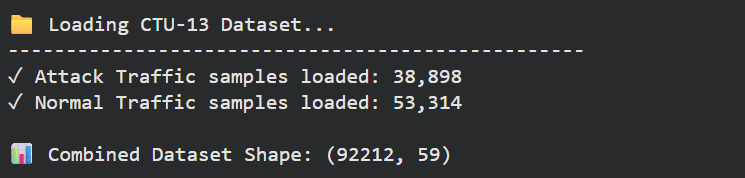 📁 Loading CTU-13 Dataset...
--------------------------------------------------
✓ Attack Traffic samples loaded: 38,898
✓ Normal Traffic samples loaded: 53,314
📊 Combined Dataset Shape: (92212, 59)